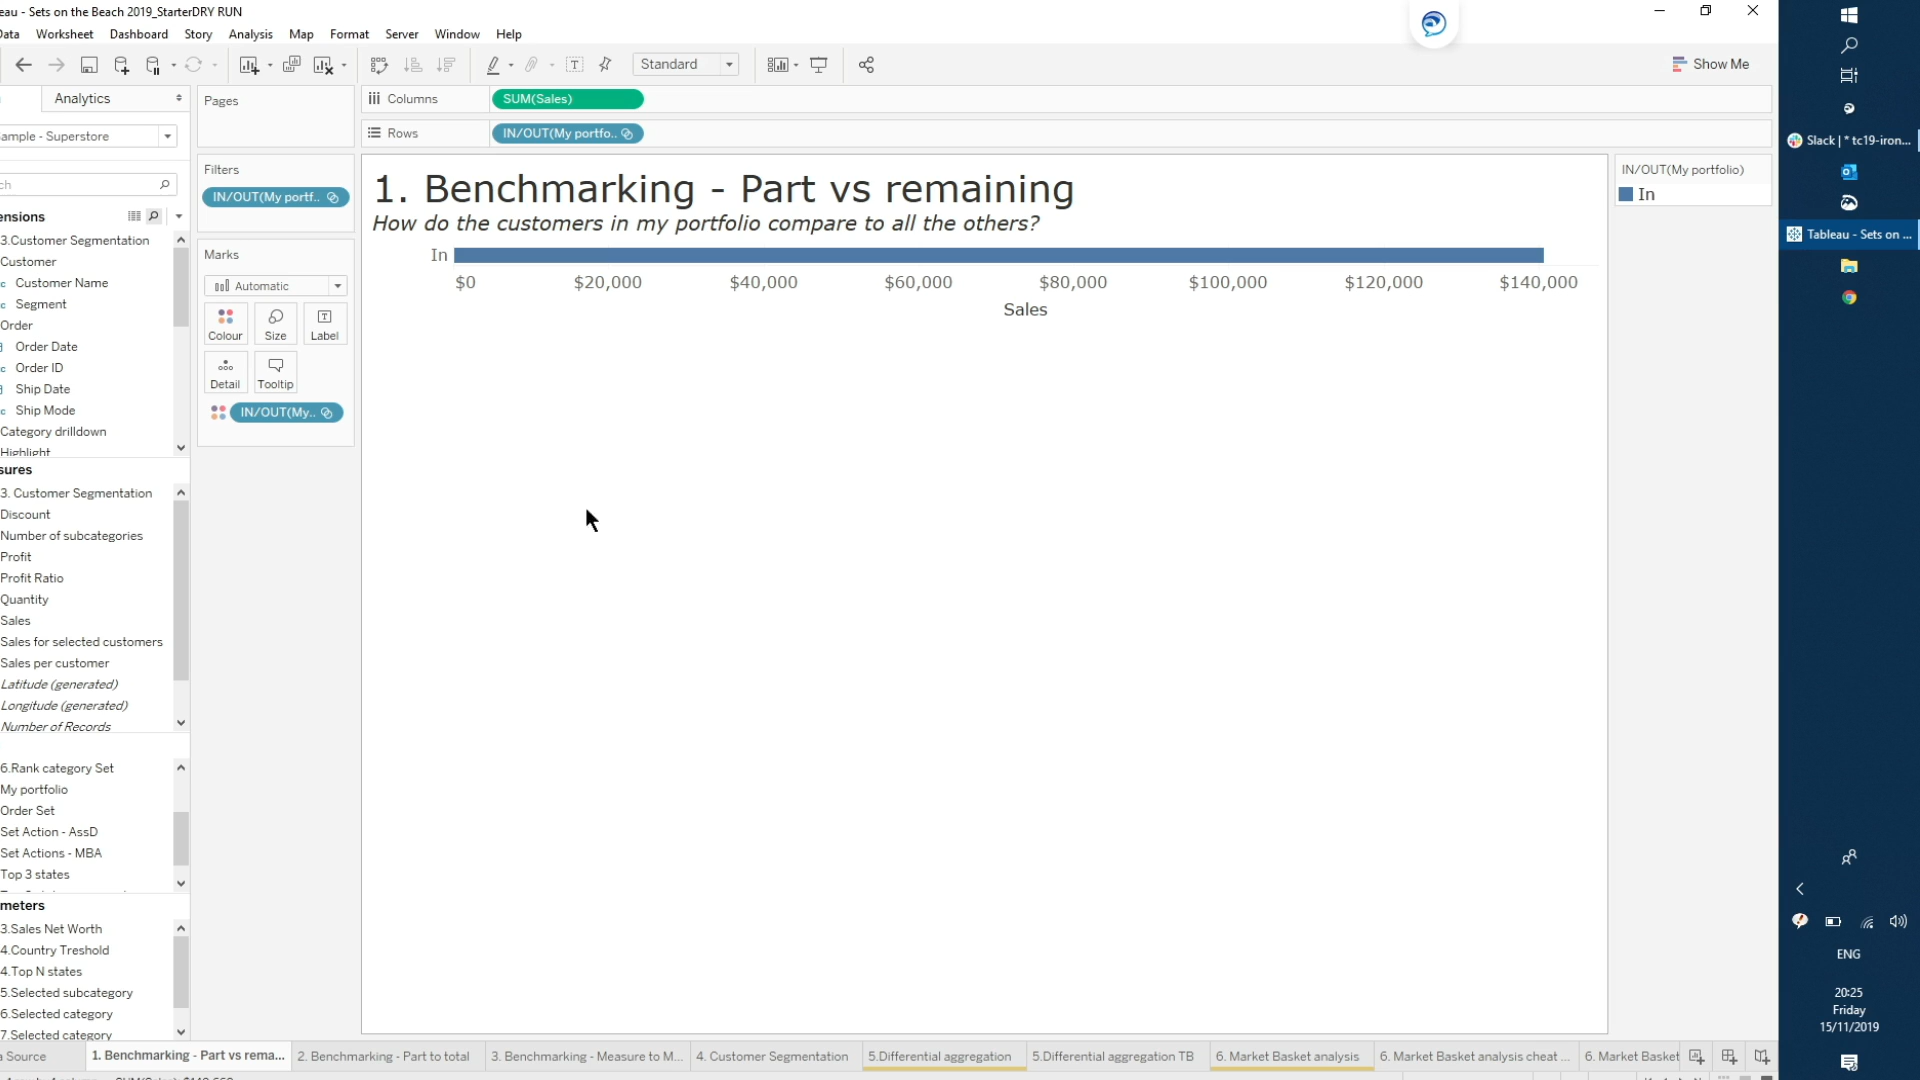 eau - Sets on the Beach 2019_StarterDRY RUN
Data Worksheet Dashboard Story Analysis Map Format Server Window Help
Standard
Show Me
Analytics
Pages
Columns
SUM(Sales)
Rows
IN/OUT(My portfo..
ample - Superstore
ch
ensions
3.Customer Segmentation
Customer
Customer Name
Segment
Order
Order Date
Order ID
Ship Date
Ship Mode
Category drilldown
Highlight
sures
3. Customer Segmentation
Discount
Number of subcategories
Profit
Profit Ratio
Quantity
Sales
Sales for selected customers
Sales per customer
Latitude (generated)
Longitude (generated)
Number of Records
6.Rank category Set
My portfolio
Order Set
Set Action - AssD
Set Actions - MBA
Top 3 states
meters
3.Sales Net Worth
4.Country Treshold
4.Top N states
5.Selected subcategory
6.Selected category
7.Selected category
Filters
IN/OUT(My portf..
Marks
Automatic
Colour Size Label
Detail Tooltip
IN/OUT(My..
1. Benchmarking - Part vs remaining
How do the customers in my portfolio compare to all the others?
In
$0 $20,000 $40,000 $60,000 $80,000 $100,000 $120,000 $140,000
Sales
IN/OUT(My portfolio)
In
Slack | * tc19-iron...
Tableau - Sets on ...
ENG
20:25
Friday
15/11/2019
a Source
1. Benchmarking - Part vs rema...
2. Benchmarking - Part to total
3. Benchmarking - Measure to M...
4. Customer Segmentation
5.Differential aggregation
5.Differential aggregation TB
6. Market Basket analysis
6. Market Basket analysis cheat ...
6. Market Basket